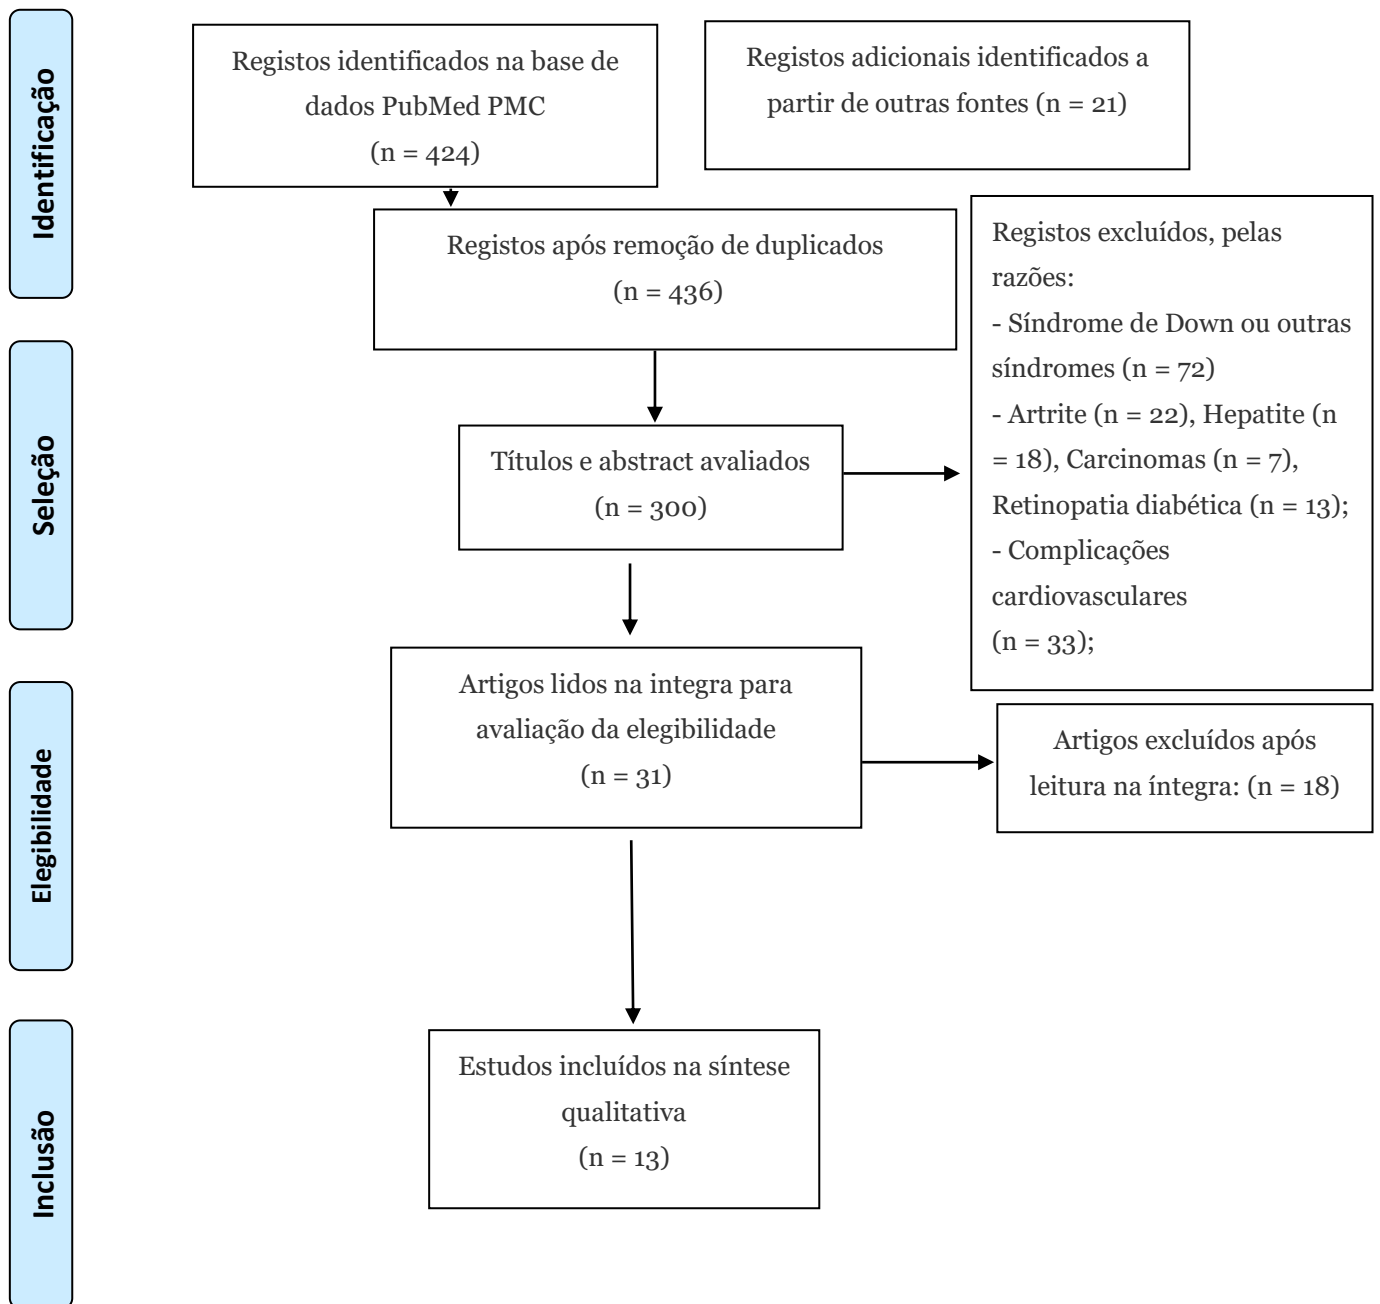 Identificação
Registos identificados na base de
dados PubMed PMC
(n = 424)
Registos adicionais identificados a
partir de outras fontes (n = 21)
Registos após remoção de duplicados
(n = 436)
Registos excluídos, pelas
razões:
- Síndrome de Down ou outras
síndromes (n = 72)
- Artrite (n = 22), Hepatite (n
= 18), Carcinomas (n = 7),
Retinopatia diabética (n = 13);
- Complicações
cardiovasculares
(n = 33);
Seleção
Títulos e abstract avaliados
(n = 300)
Elegibilidade
Artigos lidos na integra para
avaliação da elegibilidade
(n = 31)
Artigos excluídos após
leitura na íntegra: (n = 18)
Inclusão
Estudos incluídos na síntese
qualitativa
(n = 13)